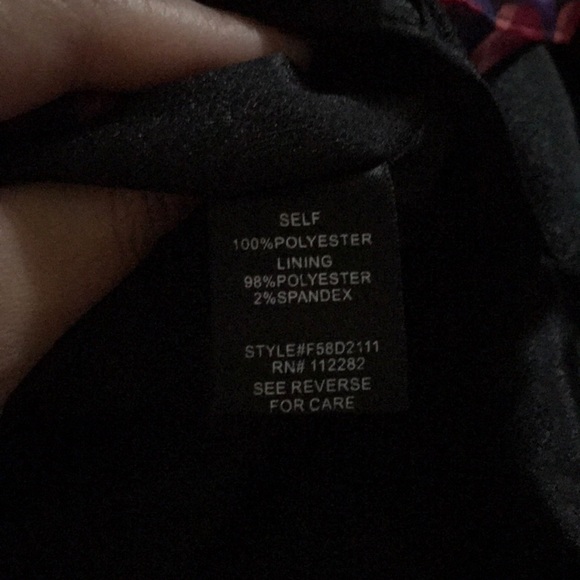 SELF
100%POLYESTER
LINING
98%POLYESTER
2%SPANDEX
STYLE#F58D2111
RN# 112282
SEE REVERSE
FOR CARE